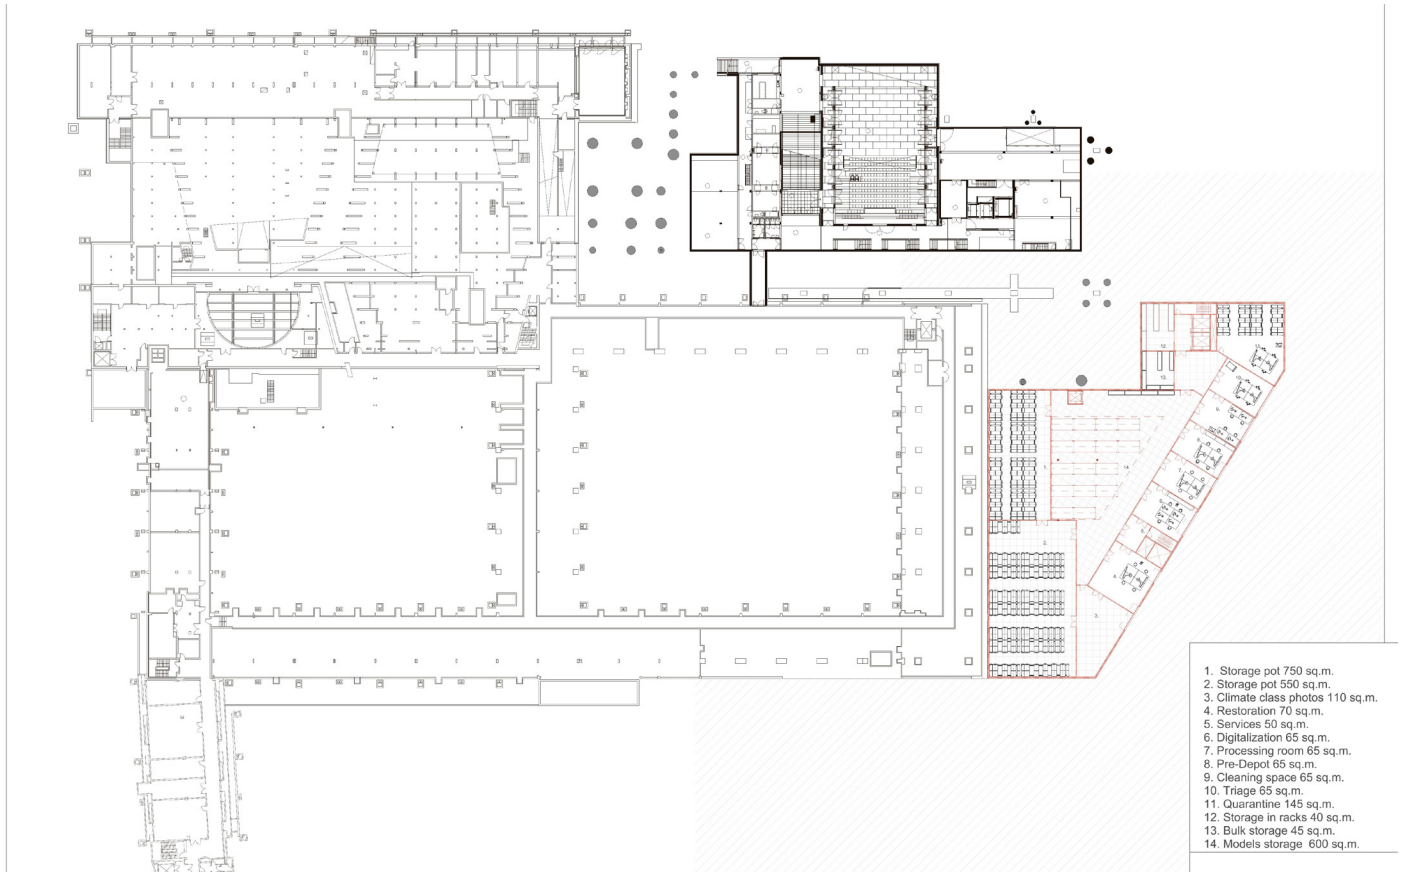 1. Storage pot 750 sq.m.
2. Storage pot 550 sq.m.
3. Climate class photos 110 sq.m.
4. Restoration 70 sq.m.
5. Services 50 sq.m.
6. Digitalization 65 sq.m.
7. Processing room 65 sq.m.
8. Pre-Depot 65 sq.m.
9. Cleaning space 65 sq.m.
10. Triage 65 sq.m.
11. Quarantine 145 sq.m.
12. Storage in racks 40 sq.m.
13. Bulk storage 45 sq.m.
14. Models storage 600 sq.m.